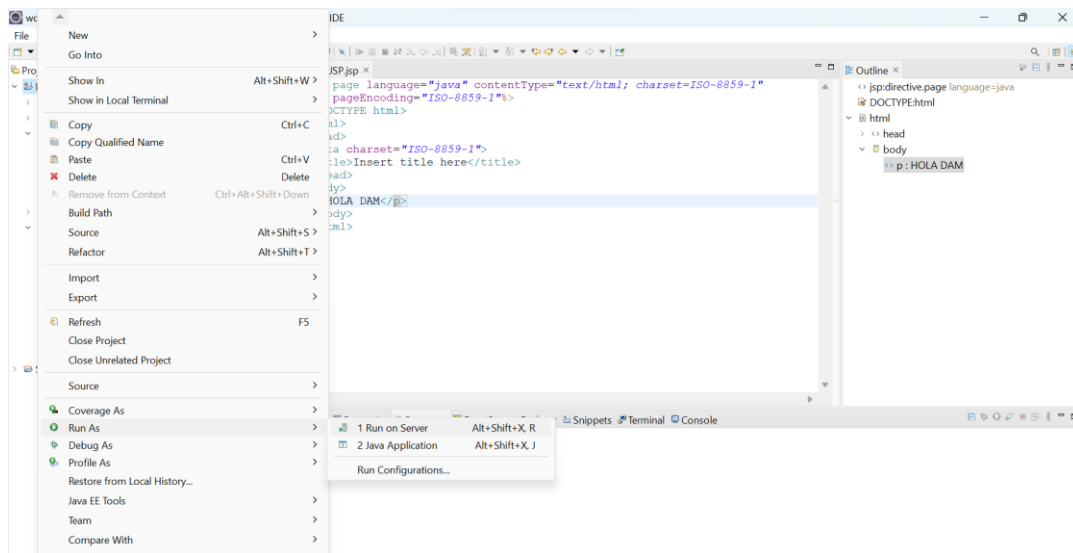 wo
IDE
File
New
Go Into
Show In Alt+Shift+W >
Show in Local Terminal >
Copy Ctrl+C
Copy Qualified Name
Paste Ctrl+V
Delete Delete
Remove from Context Ctrl+Alt+Shift+Down
Build Path >
Source Alt+Shift+S >
Refactor Alt+Shift+T >
Import >
Export >
Refresh F5
Close Project
Close Unrelated Project
Source >
Coverage As >
Run As >
Debug As >
Profile As >
Restore from Local History...
Java EE Tools >
Team >
Compare With >
1 Run on Server Alt+Shift+X, R
2 Java Application Alt+Shift+X, J
Run Configurations...
JSP.jsp ×
page language="java" contentType="text/html; charset=ISO-8859-1"
pageEncoding="ISO-8859-1"%>
OCTYPE html>
ml>
ad>
ta charset="ISO-8859-1">
tle>Insert title here</title>
ead>
dy>
HOLA DAM</p>
ody>
tml>
Snippets Terminal Console
Outline ×
jsp:directive.page language=java
DOCTYPE:html
html
head
body
p : HOLA DAM